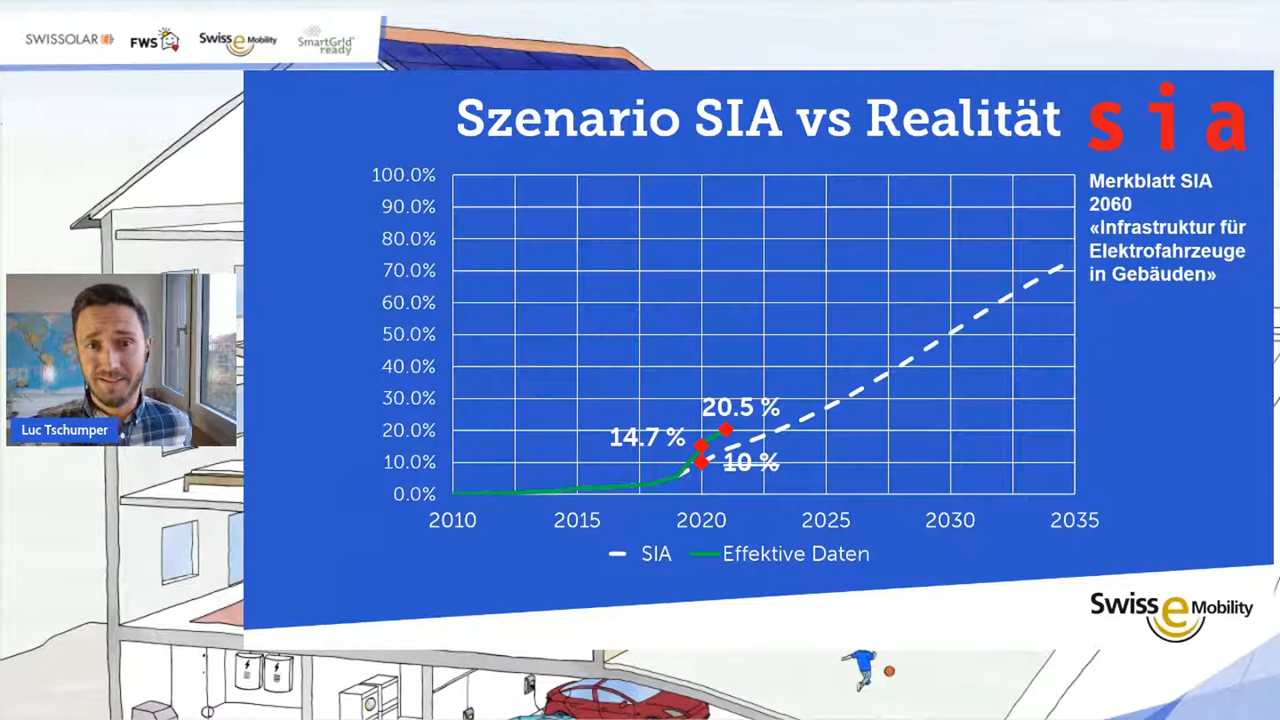 SWISSOLAR
FWS
Swiss eMobility
SmartGrid ready
Szenario SIA vs Realität
sia
Merkblatt SIA
2060
«Infrastruktur für
Elektrofahrzeuge
in Gebäuden»
100.0%
90.0%
80.0%
70.0%
60.0%
50.0%
40.0%
30.0%
20.0%
10.0%
0.0%
20.5 %
14.7 %
10 %
2010 2015 2020 2025 2030 2035
SIA Effektive Daten
Luc Tschumper
Swiss eMobility